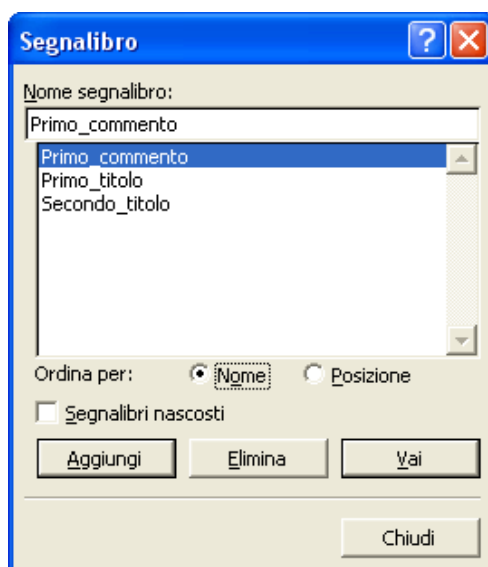 Segnalibro
Nome segnalibro:
Primo_commento
Primo_commento
Primo_titolo
Secondo_titolo
Ordina per: Nome Posizione
Segnalibri nascosti
Aggiungi Elimina Vai
Chiudi